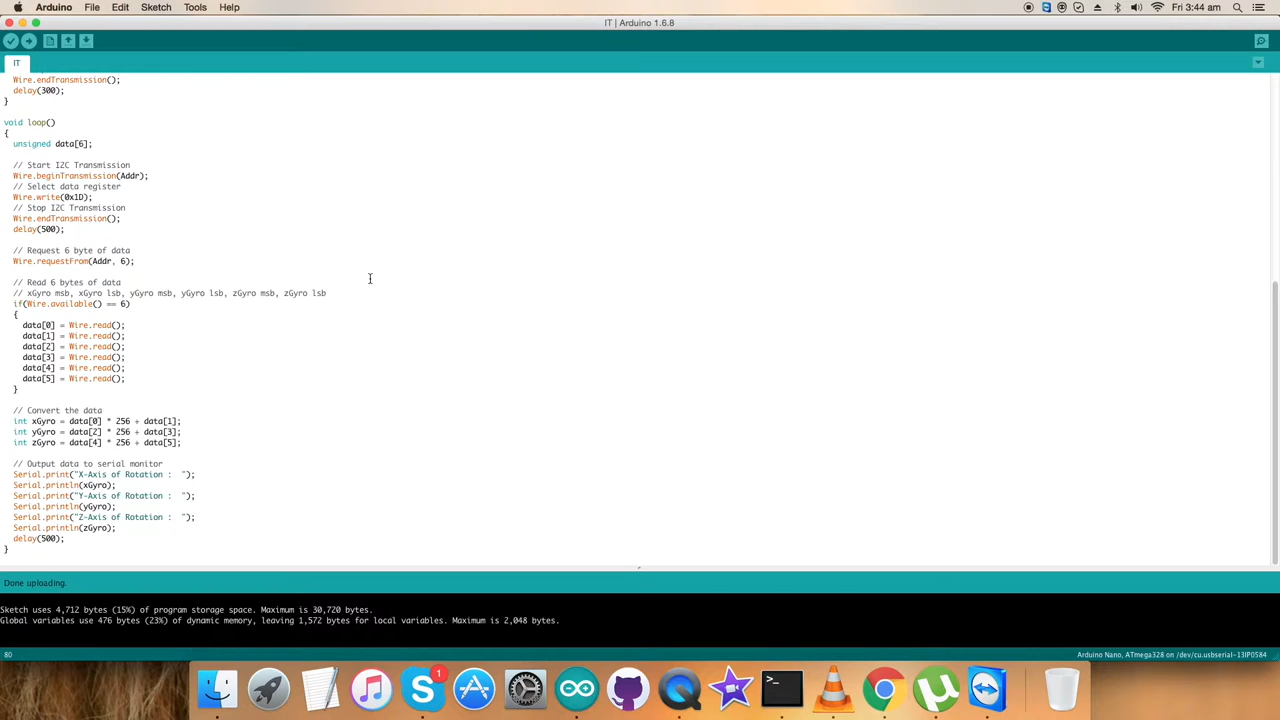 Arduino File Edit Sketch Tools Help Fri 3:44 am
IT | Arduino 1.6.8
IT
Wire.endTransmission();
delay(300);
}
void loop()
{
unsigned data[6];
// Start I2C Transmission
Wire.beginTransmission(Addr);
// Select data register
Wire.write(0x1D);
// Stop I2C Transmission
Wire.endTransmission();
delay(500);
// Request 6 byte of data
Wire.requestFrom(Addr, 6);
// Read 6 bytes of data
// xGyro msb, xGyro lsb, yGyro msb, yGyro lsb, zGyro msb, zGyro lsb
if(Wire.available() == 6)
{
data[0] = Wire.read();
data[1] = Wire.read();
data[2] = Wire.read();
data[3] = Wire.read();
data[4] = Wire.read();
data[5] = Wire.read();
}
// Convert the data
int xGyro = data[0] * 256 + data[1];
int yGyro = data[2] * 256 + data[3];
int zGyro = data[4] * 256 + data[5];
// Output data to serial monitor
Serial.print("X-Axis of Rotation :  ");
Serial.println(xGyro);
Serial.print("Y-Axis of Rotation :  ");
Serial.println(yGyro);
Serial.print("Z-Axis of Rotation :  ");
Serial.println(zGyro);
delay(500);
}
Done uploading.
Sketch uses 4,712 bytes (15%) of program storage space. Maximum is 30,720 bytes.
Global variables use 476 bytes (23%) of dynamic memory, leaving 1,572 bytes for local variables. Maximum is 2,048 bytes.
80 Arduino Nano, ATmega328 on /dev/cu.usbserial-13IP0584
1